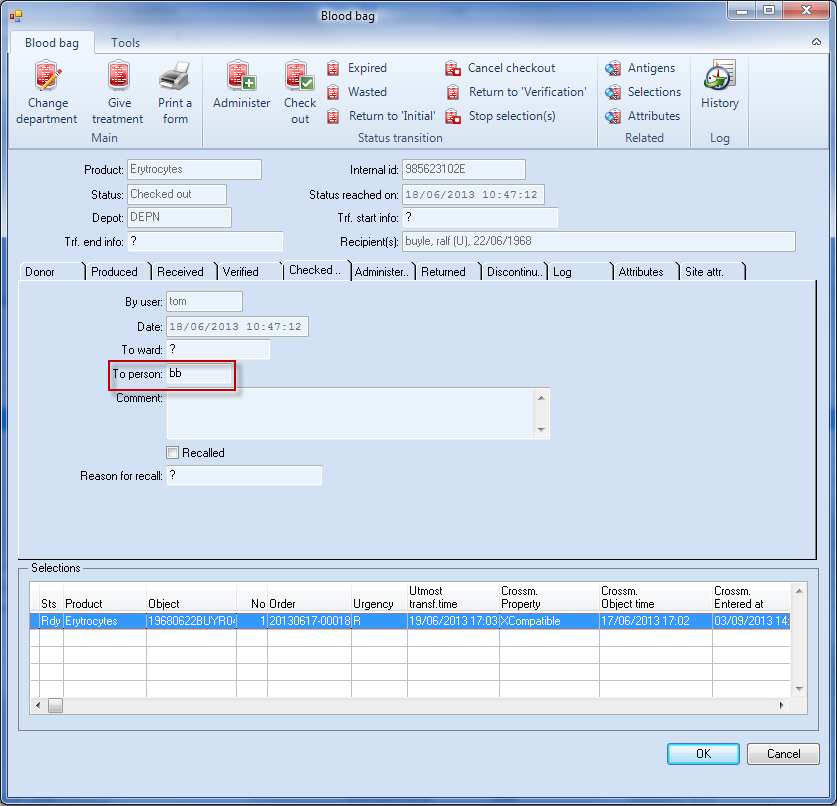 Blood bag
Blood bag Tools
Change department
Give treatment
Print a form
Main
Administer
Check out
Expired
Wasted
Return to 'Initial'
Cancel checkout
Return to 'Verification'
Stop selection(s)
Status transition
Antigens
Selections
Attributes
Related
History
Log
Product: Erytrocytes Internal id: 985623102E
Status: Checked out Status reached on: 18/06/2013 10:47:12
Depot: DEPN Trf. start info: ?
Trf. end info: ? Recipient(s): buyle, ralf (U), 22/06/1968
Donor Produced Received Verified Checked .. Administer.. Returned Discontinu.. Log Attributes Site attr.
By user: tom
Date: 18/06/2013 10:47:12
To ward: ?
To person: bb
Comment:
Recalled
Reason for recall: ?
Selections
Sts Product Object No Order Urgency Utmost transf.time Crossm. Property Crossm. Object time Crossm. Entered at
Rdy Erytrocytes 19680622BUYR04 1 20130617-00018 R 19/06/2013 17:03 XCompatible 17/06/2013 17:02 03/09/2013 14:
OK Cancel